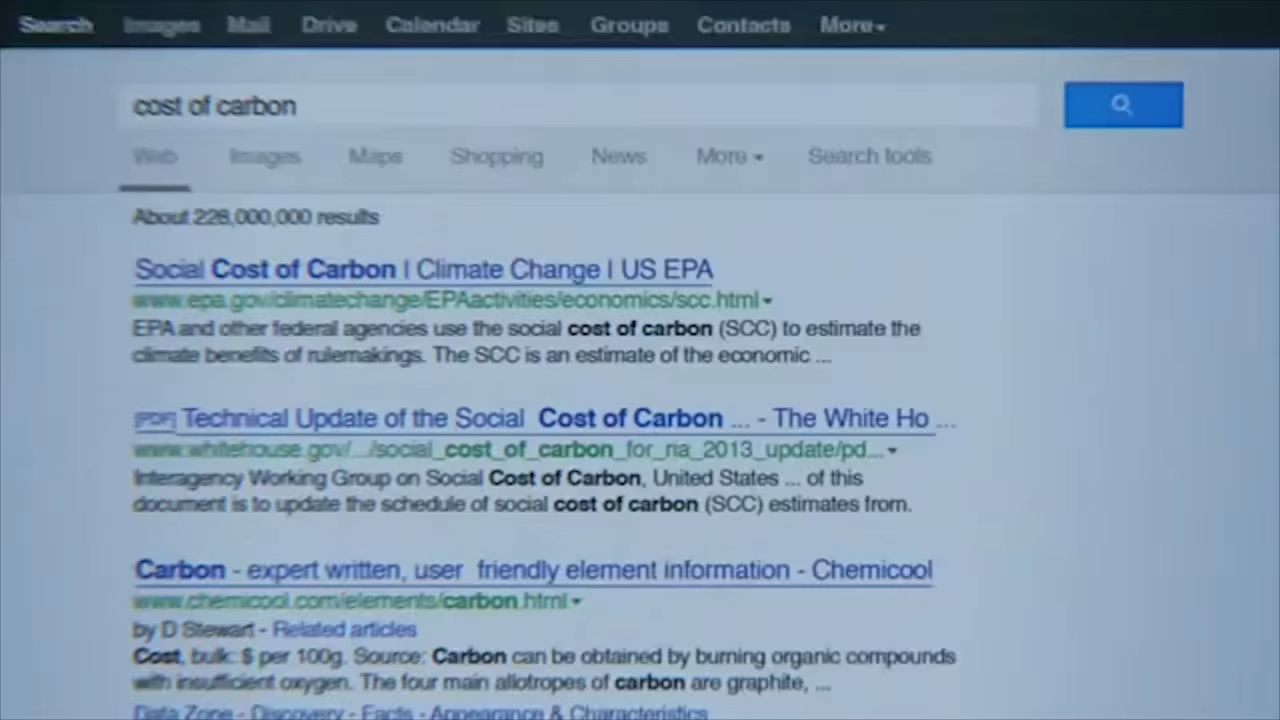 Search Images Mail Drive Calendar Sites Groups Contacts More
cost of carbon
Web Images Maps Shopping News More Search tools
About 228,000,000 results
Social Cost of Carbon | Climate Change | US EPA
www.epa.gov/climatechange/EPAactivities/economics/scc.html
EPA and other federal agencies use the social cost of carbon (SCC) to estimate the
climate benefits of rulemakings. The SCC is an estimate of the economic ...
[PDF] Technical Update of the Social Cost of Carbon ... - The White Ho ...
www.whitehouse.gov/.../social_cost_of_carbon_for_ria_2013_update/pd...
Interagency Working Group on Social Cost of Carbon, United States ... of this
document is to update the schedule of social cost of carbon (SCC) estimates from.
Carbon - expert written, user friendly element information - Chemicool
www.chemicool.com/elements/carbon.html
by D Stewart - Related articles
Cost, bulk: $ per 100g. Source: Carbon can be obtained by burning organic compounds
with insufficient oxygen. The four main allotropes of carbon are graphite, ...
Data Zone - Discovery - Facts - Appearance & Characteristics